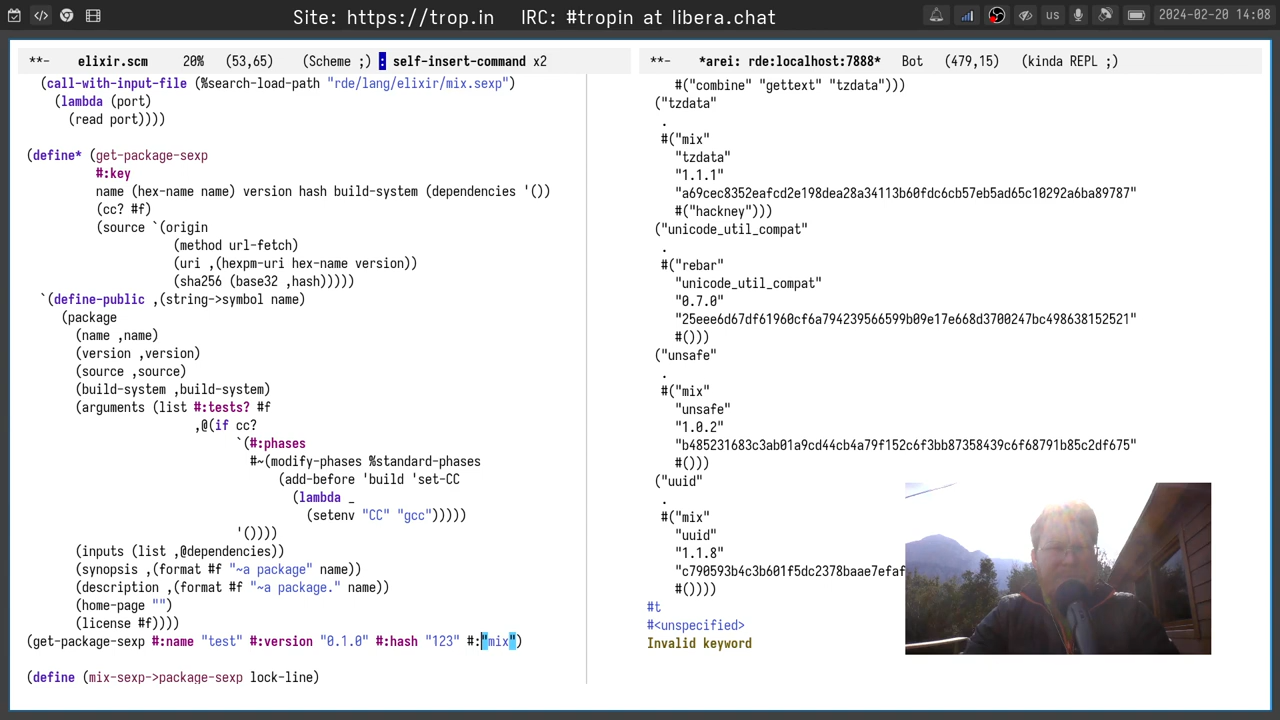 Site: https://trop.in IRC: #tropin at libera.chat
us
2024-02-20 14:08
**- elixir.scm 20% (53,65) (Scheme ;) : self-insert-command x2
(call-with-input-file (%search-load-path "rde/lang/elixir/mix.sexp")
(lambda (port)
(read port))))
(define* (get-package-sexp
#:key
name (hex-name name) version hash build-system (dependencies '())
(cc? #f)
(source `(origin
(method url-fetch)
(uri ,(hexpm-uri hex-name version))
(sha256 (base32 ,hash)))))
`(define-public ,(string->symbol name)
(package
(name ,name)
(version ,version)
(source ,source)
(build-system ,build-system)
(arguments (list #:tests? #f
,@(if cc?
`(#:phases
#~(modify-phases %standard-phases
(add-before 'build 'set-CC
(lambda _
(setenv "CC" "gcc")))))
'())))
(inputs (list ,@dependencies))
(synopsis ,(format #f "~a package" name))
(description ,(format #f "~a package." name))
(home-page "")
(license #f))))
(get-package-sexp #:name "test" #:version "0.1.0" #:hash "123" #:"mix")
(define (mix-sexp->package-sexp lock-line)
**- *arei: rde:localhost:7888* Bot (479,15) (kinda REPL ;)
#("combine" "gettext" "tzdata")))
("tzdata"
.
#("mix"
"tzdata"
"1.1.1"
"a69cec8352eafcd2e198dea28a34113b60fdc6cb57eb5ad65c10292a6ba89787"
#("hackney")))
("unicode_util_compat"
.
#("rebar"
"unicode_util_compat"
"0.7.0"
"25eee6d67df61960cf6a794239566599b09e17e668d3700247bc498638152521"
#()))
("unsafe"
.
#("mix"
"unsafe"
"1.0.2"
"b485231683c3ab01a9cd44cb4a79f152c6f3bb87358439c6f68791b85c2df675"
#()))
("uuid"
.
#("mix"
"uuid"
"1.1.8"
"c790593b4c3b601f5dc2378baae7efaf
#())))
#t
#<unspecified>
Invalid keyword